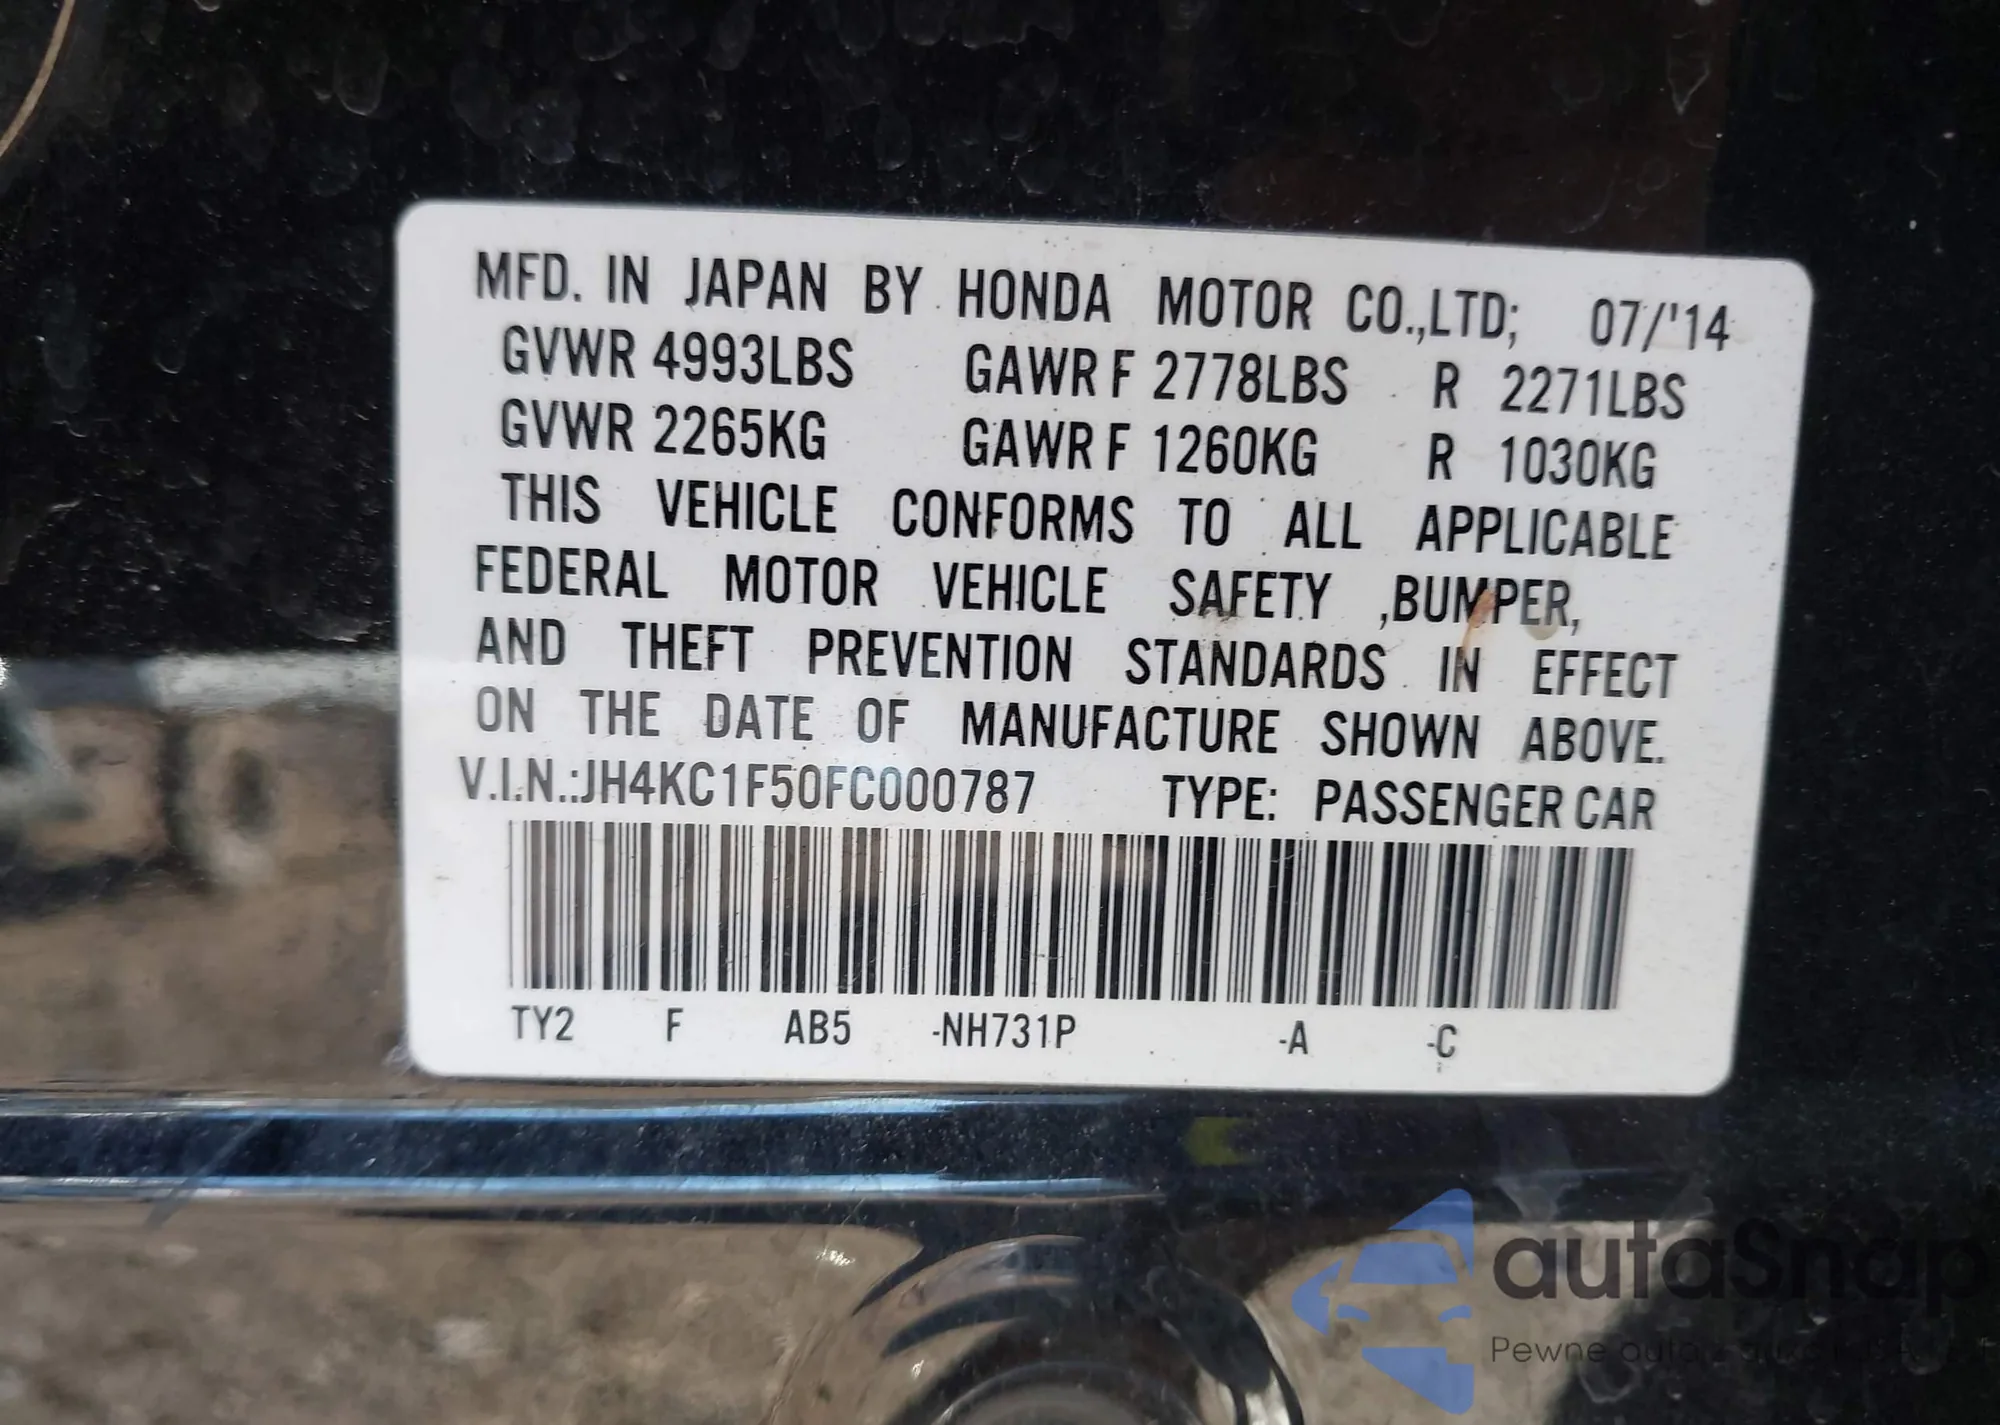 MFD. IN JAPAN BY HONDA MOTOR CO.,LTD; 07/'14
GVWR 4993LBS GAWR F 2778LBS R 2271LBS
GVWR 2265KG GAWR F 1260KG R 1030KG
THIS VEHICLE CONFORMS TO ALL APPLICABLE
FEDERAL MOTOR VEHICLE SAFETY ,BUMPER,
AND THEFT PREVENTION STANDARDS IN EFFECT
ON THE DATE OF MANUFACTURE SHOWN ABOVE.
V.I.N.:JH4KC1F50FC000787 TYPE: PASSENGER CAR
TY2 F AB5 -NH731P -A -C
autaSnap
Pewne auta z